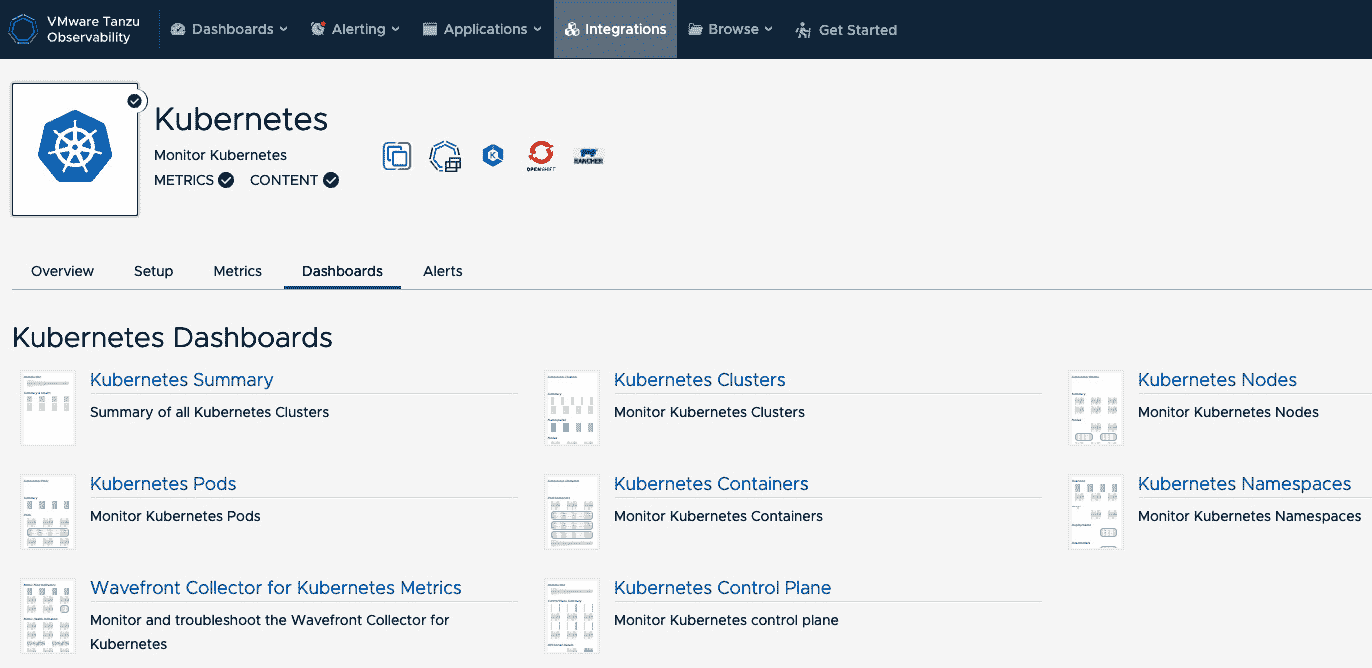 VMware Tanzu
Observability
Dashboards
Alerting
Applications
Integrations
Browse
Get Started
Kubernetes
Monitor Kubernetes
METRICS
CONTENT
K
OPENSHIFT
RANCHER
Overview
Setup
Metrics
Dashboards
Alerts
Kubernetes Dashboards
Kubernetes Summary
Summary of all Kubernetes Clusters
Kubernetes Clusters
Monitor Kubernetes Clusters
Kubernetes Nodes
Monitor Kubernetes Nodes
Kubernetes Pods
Monitor Kubernetes Pods
Kubernetes Containers
Monitor Kubernetes Containers
Kubernetes Namespaces
Monitor Kubernetes Namespaces
Wavefront Collector for Kubernetes Metrics
Monitor and troubleshoot the Wavefront Collector for
Kubernetes
Kubernetes Control Plane
Monitor Kubernetes control plane